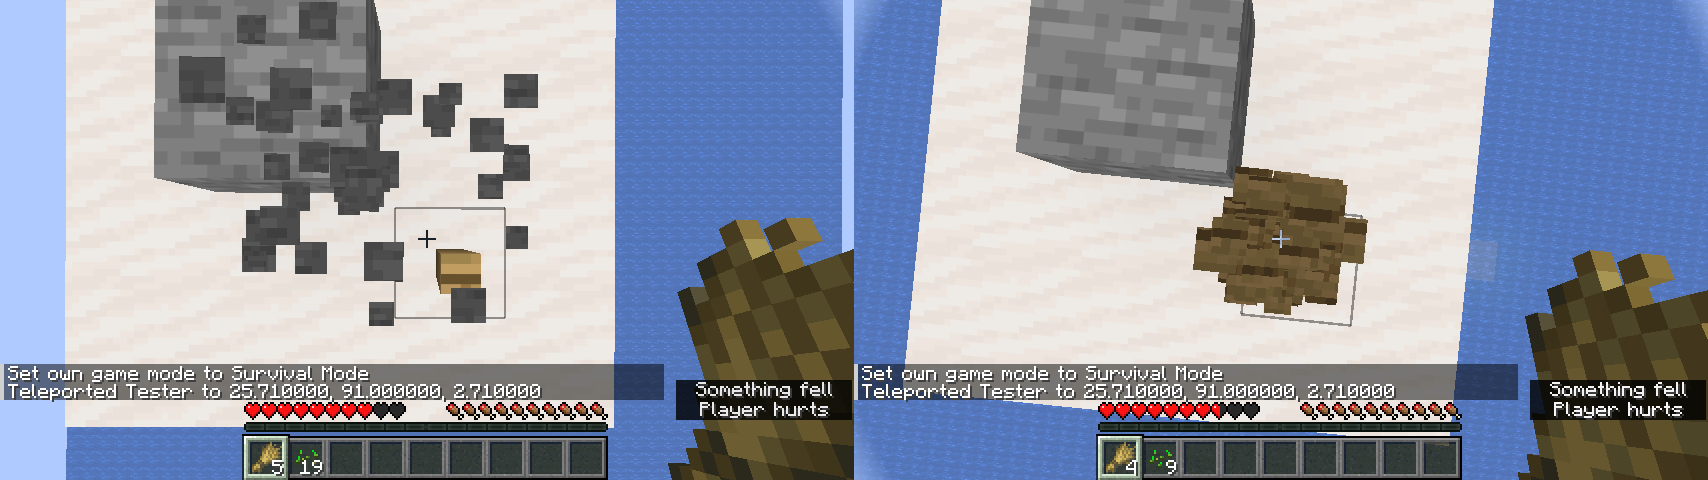 Set own game mode to Survival Mode
Teleported Tester to 25.710000, 91.000000, 2.710000
Something fell
Player hurts
5
19
Set own game mode to Survival Mode
Teleported Tester to 25.710000, 91.000000, 2.710000
Something fell
Player hurts
4
9